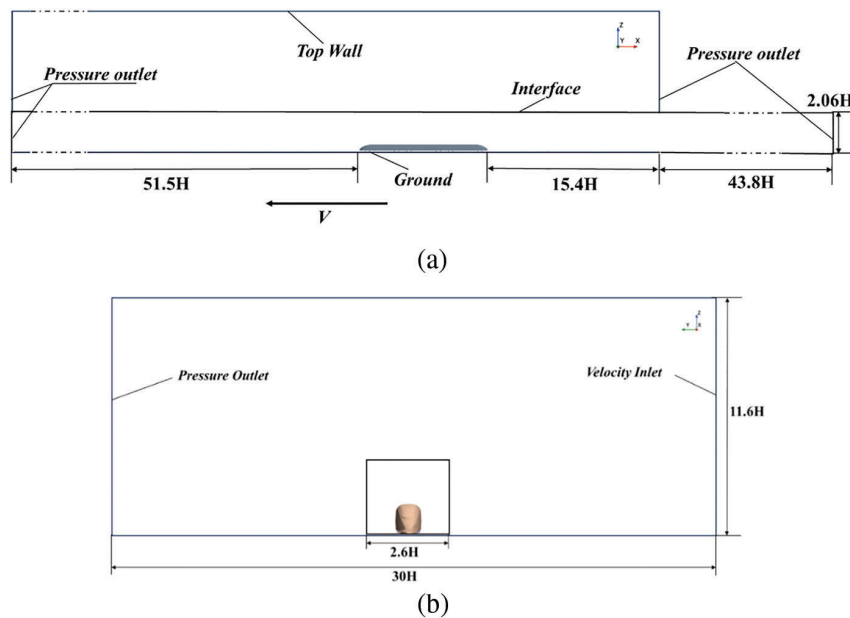 Top Wall
Z
Y X
Pressure outlet
Pressure outlet
Interface
2.06H
51.5H
Ground
15.4H
43.8H
V
(a)
Z
Y X
Pressure Outlet
Velocity Inlet
11.6H
2.6H
30H
(b)